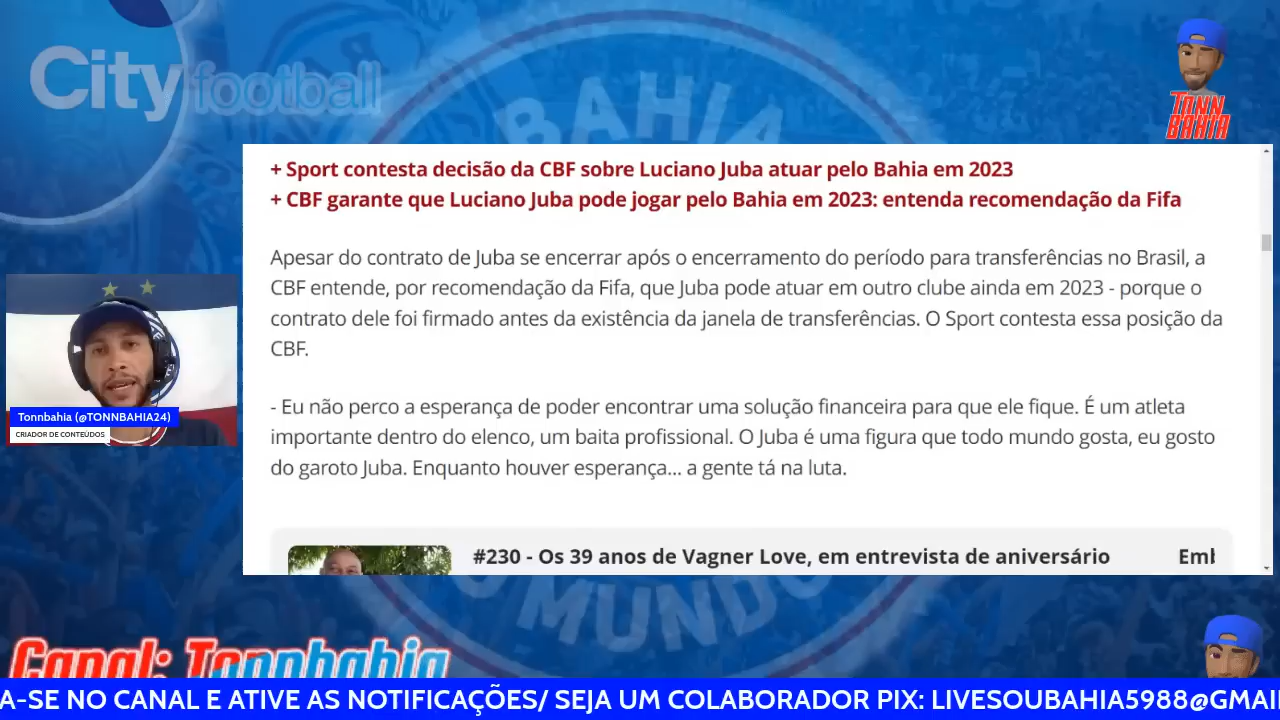 City football
BAHIA
TONN
BAHIA
+ Sport contesta decisão da CBF sobre Luciano Juba atuar pelo Bahia em 2023
+ CBF garante que Luciano Juba pode jogar pelo Bahia em 2023: entenda recomendação da Fifa
Apesar do contrato de Juba se encerrar após o encerramento do período para transferências no Brasil, a
CBF entende, por recomendação da Fifa, que Juba pode atuar em outro clube ainda em 2023 - porque o
contrato dele foi firmado antes da existência da janela de transferências. O Sport contesta essa posição da
CBF.
- Eu não perco a esperança de poder encontrar uma solução financeira para que ele fique. É um atleta
importante dentro do elenco, um baita profissional. O Juba é uma figura que todo mundo gosta, eu gosto
do garoto Juba. Enquanto houver esperança... a gente tá na luta.
Tonnbahia (@TONNBAHIA24)
CRIADOR DE CONTEÚDOS
#230 - Os 39 anos de Vagner Love, em entrevista de aniversário
Emb
O MUNDO
Canal: Tonnbahia
A-SE NO CANAL E ATIVE AS NOTIFICAÇÕES/ SEJA UM COLABORADOR PIX: LIVESOUBAHIA5988@GMAI